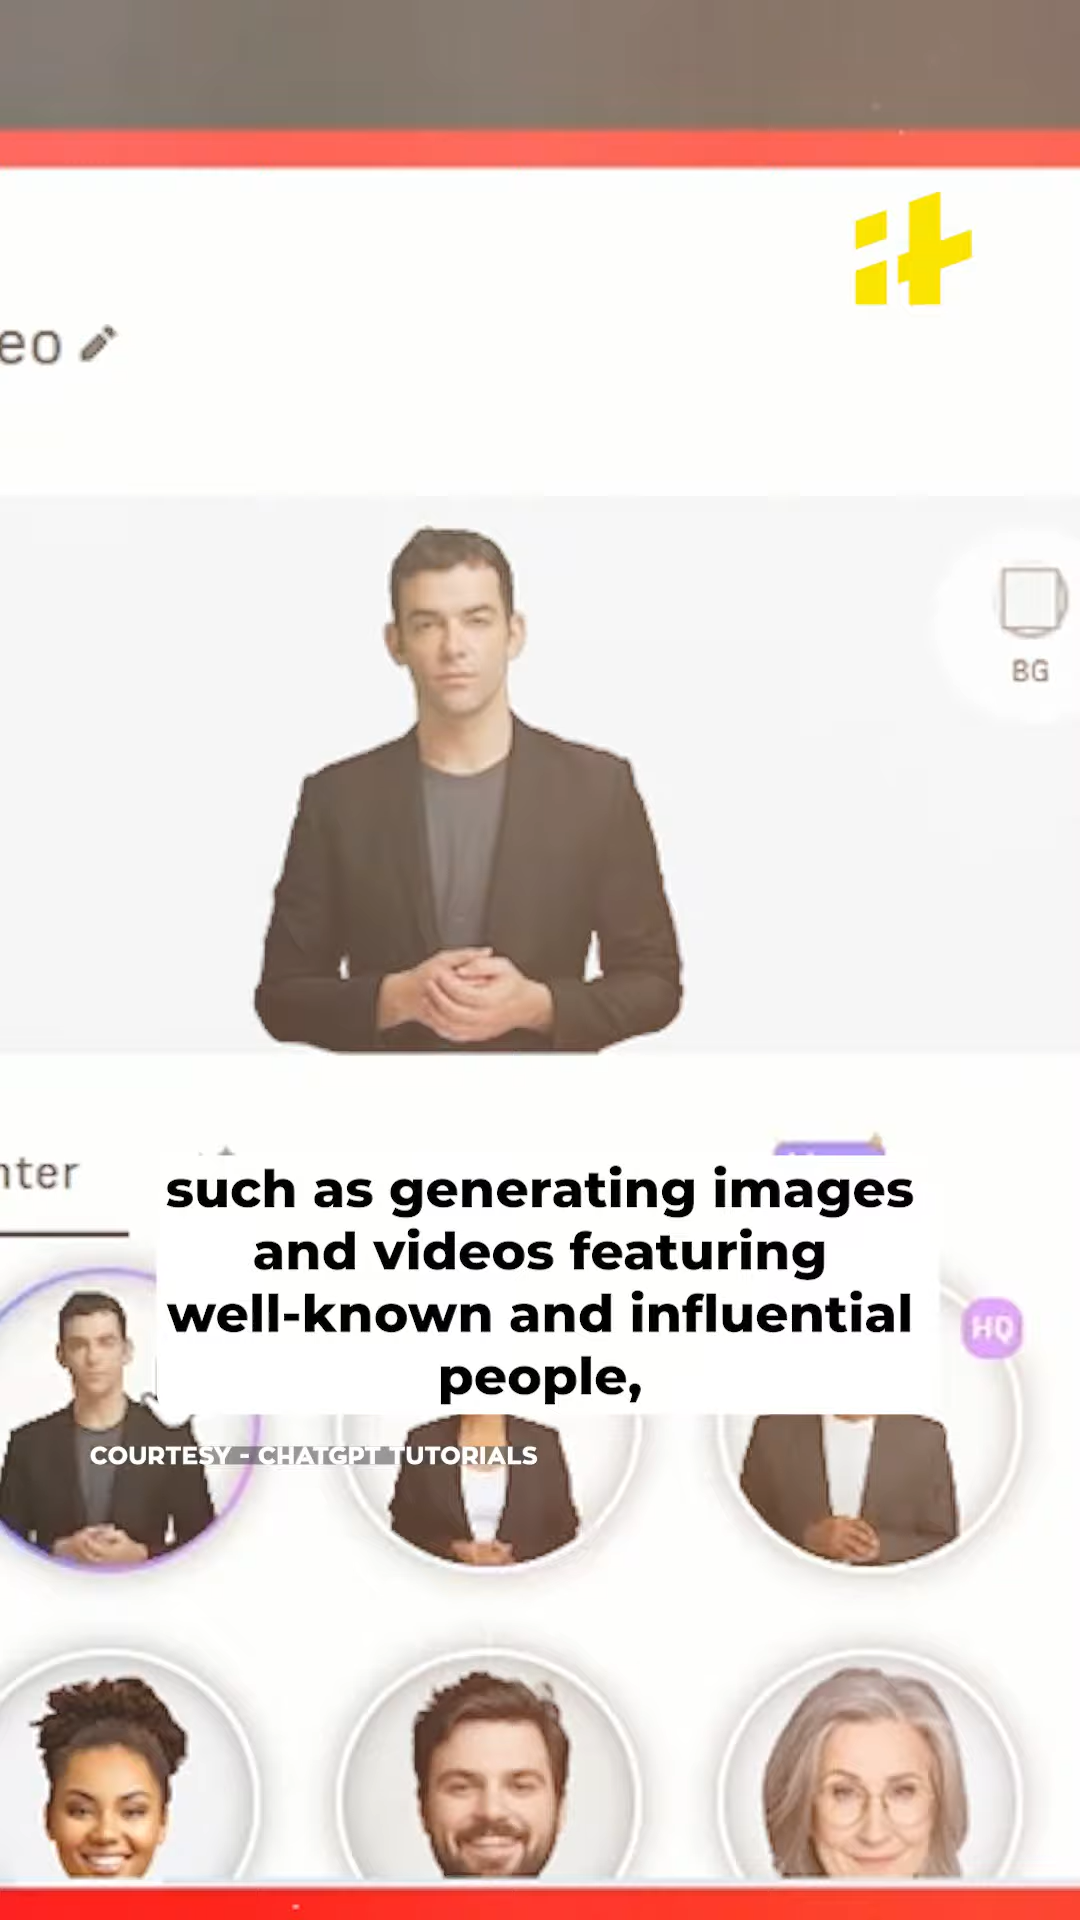 eo
BG
nter
such as generating images
and videos featuring
well-known and influential
people,
HQ
COURTESY - CHATGPT TUTORIALS